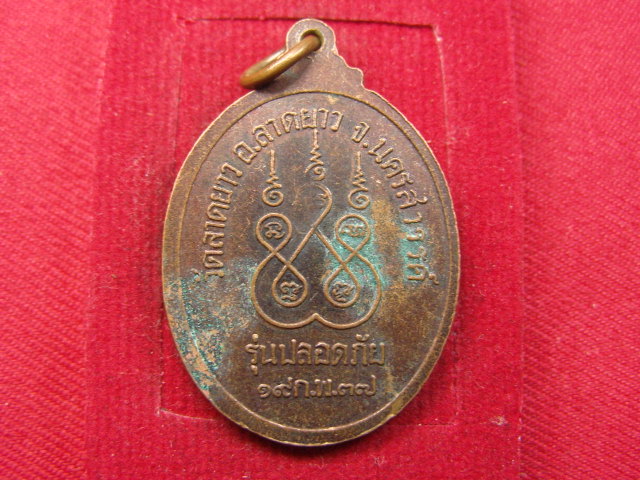 วัดลาดยาว อ.ลาดยาว จ.นครสวรรค์
รุ่นปลอดภัย
๑๙ก.พ.๓๗